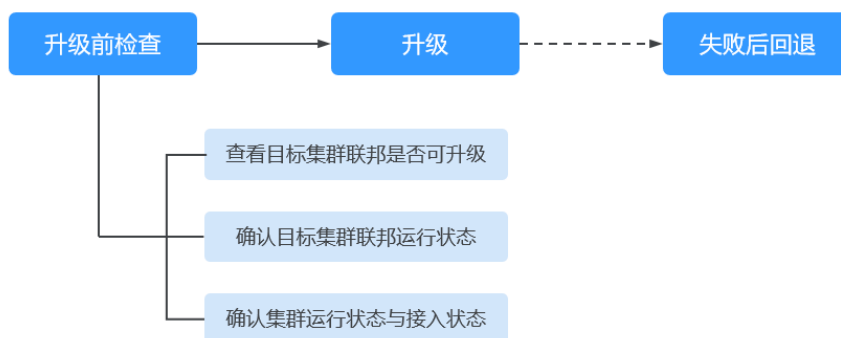 升级前检查
升级
失败后回退
查看目标集群联邦是否可升级
确认目标集群联邦运行状态
确认集群运行状态与接入状态